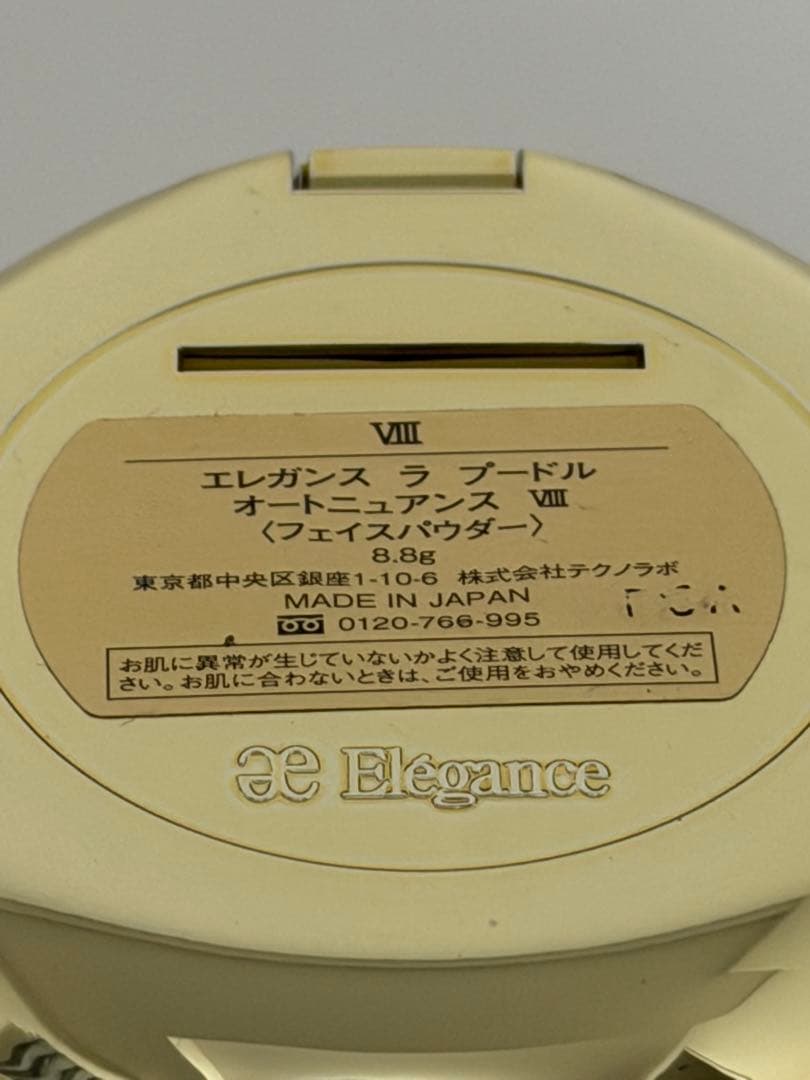 VIII
エレガンス ラ プードル
オートニュアンス VIII
〈フェイスパウダー〉
8.8g
東京都中央区銀座1-10-6 株式会社テクノラボ
MADE IN JAPAN
0120-766-995
お肌に異常が生じていないかよく注意して使用してくだ
さい。お肌に合わないときは、ご使用をおやめください。
æ Elégance